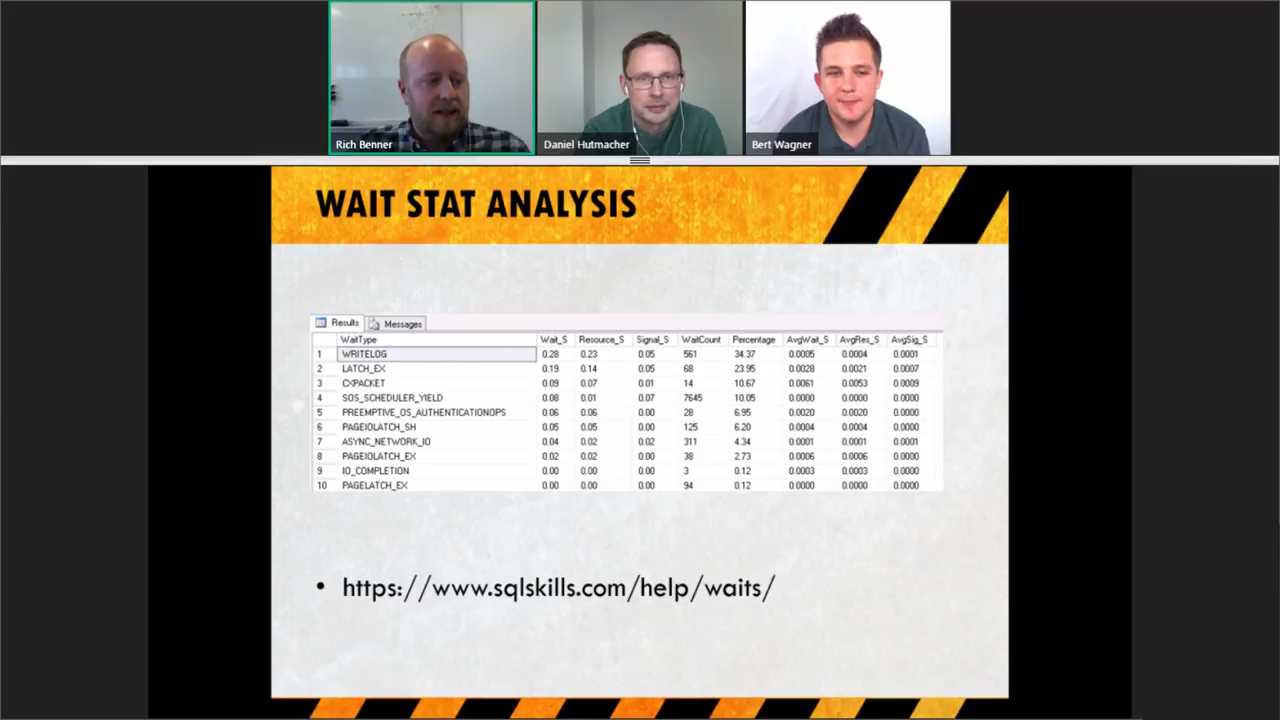 Rich Benner
Daniel Hutmacher
Bert Wagner
WAIT STAT ANALYSIS
Results Messages
WaitType Wait_S Resource_S Signal_S WaitCount Percentage AvgWait_S AvgRes_S AvgSig_S
1 WRITELOG 0.28 0.23 0.05 561 34.37 0.0005 0.0004 0.0001
2 LATCH_EX 0.19 0.14 0.05 68 23.95 0.0028 0.0021 0.0007
3 CXPACKET 0.09 0.07 0.01 14 10.67 0.0061 0.0053 0.0009
4 SOS_SCHEDULER_YIELD 0.08 0.01 0.07 7645 10.05 0.0000 0.0000 0.0000
5 PREEMPTIVE_OS_AUTHENTICATIONOPS 0.06 0.06 0.00 28 6.95 0.0020 0.0020 0.0000
6 PAGEIOLATCH_SH 0.05 0.05 0.00 125 6.20 0.0004 0.0004 0.0000
7 ASYNC_NETWORK_IO 0.04 0.02 0.02 311 4.34 0.0001 0.0001 0.0001
8 PAGEIOLATCH_EX 0.02 0.02 0.00 38 2.73 0.0006 0.0006 0.0000
9 IO_COMPLETION 0.00 0.00 0.00 3 0.12 0.0003 0.0003 0.0000
10 PAGELATCH_EX 0.00 0.00 0.00 94 0.12 0.0000 0.0000 0.0000
• https://www.sqlskills.com/help/waits/